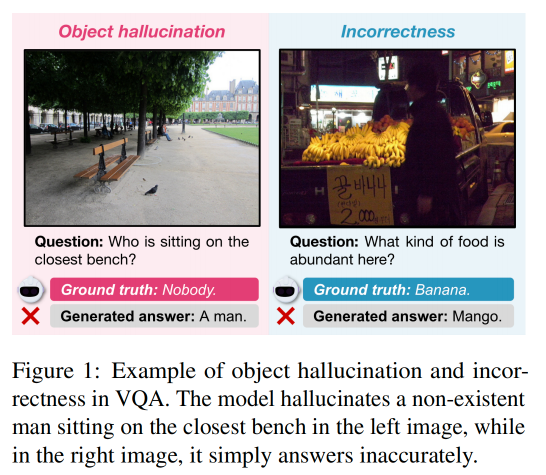 Object hallucination
Incorrectness
꿀바나나
2.000
Question: Who is sitting on the
closest bench?
Question: What kind of food is
abundant here?
Ground truth: Nobody.
Ground truth: Banana.
Generated answer: A man.
Generated answer: Mango.
Figure 1: Example of object hallucination and incor-
rectness in VQA. The model hallucinates a non-existent
man sitting on the closest bench in the left image, while
in the right image, it simply answers inaccurately.